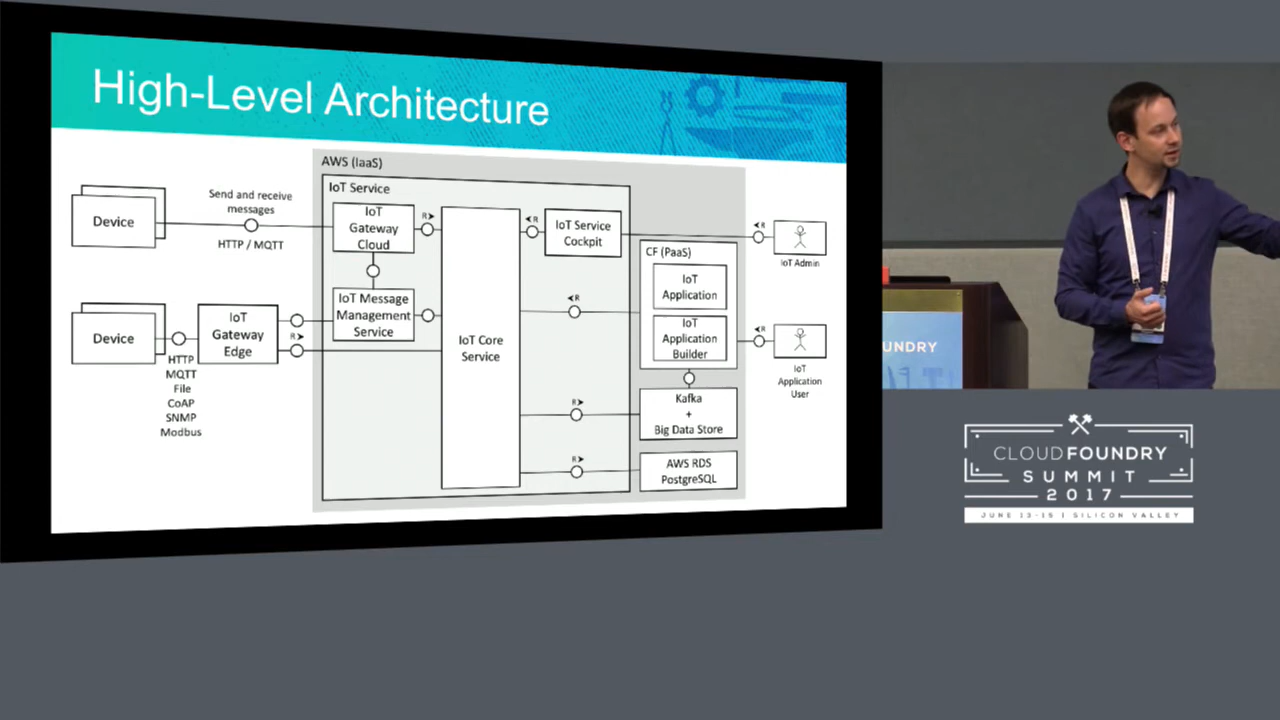 High-Level Architecture
AWS (IaaS)
IoT Service
Device
Send and receive
messages
HTTP / MQTT
IoT
Gateway
Cloud
R
R
IoT Service
Cockpit
R
IoT Admin
CF (PaaS)
IoT
Application
IoT
Application
Builder
R
IoT
Application
User
Device
HTTP
MQTT
File
CoAP
SNMP
Modbus
IoT
Gateway
Edge
R
IoT Message
Management
Service
IoT Core
Service
R
R
Kafka
+
Big Data Store
R
AWS RDS
PostgreSQL
UNDRY
CLOUDFOUNDRY
SUMMIT
2017
JUNE 13-15 | SILICON VALLEY